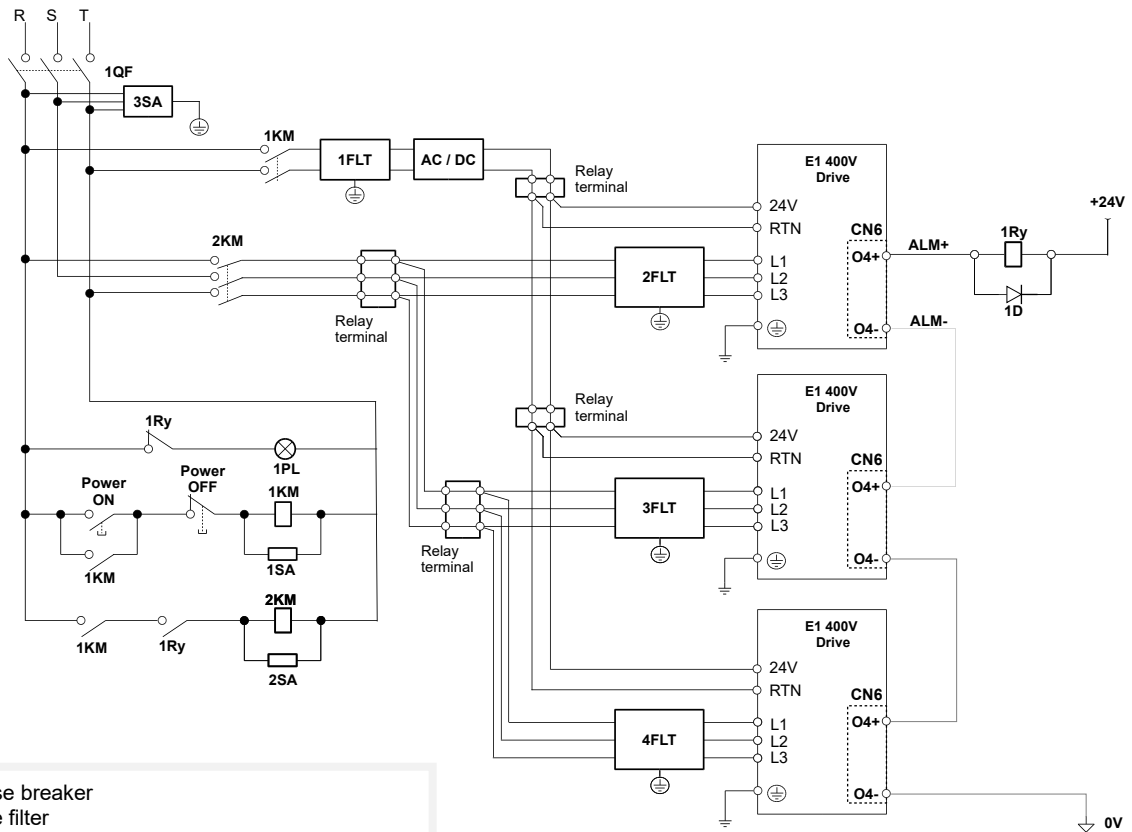 R S T
1QF
3SA
1KM
1FLT
AC / DC
Relay
terminal
E1 400V
Drive
24V
RTN
CN6
+24V
1Ry
ALM+
O4+
1D
2KM
L1
L2
L3
2FLT
Relay
terminal
ALM-
O4-
E1 400V
Drive
Relay
terminal
24V
RTN
CN6
O4+
L1
L2
L3
3FLT
O4-
1Ry
1PL
Power
ON
Power
OFF
1KM
1KM
1SA
Relay
terminal
2KM
1KM
1Ry
2SA
E1 400V
Drive
24V
RTN
CN6
O4+
L1
L2
L3
4FLT
O4-
0V
se breaker
e filter